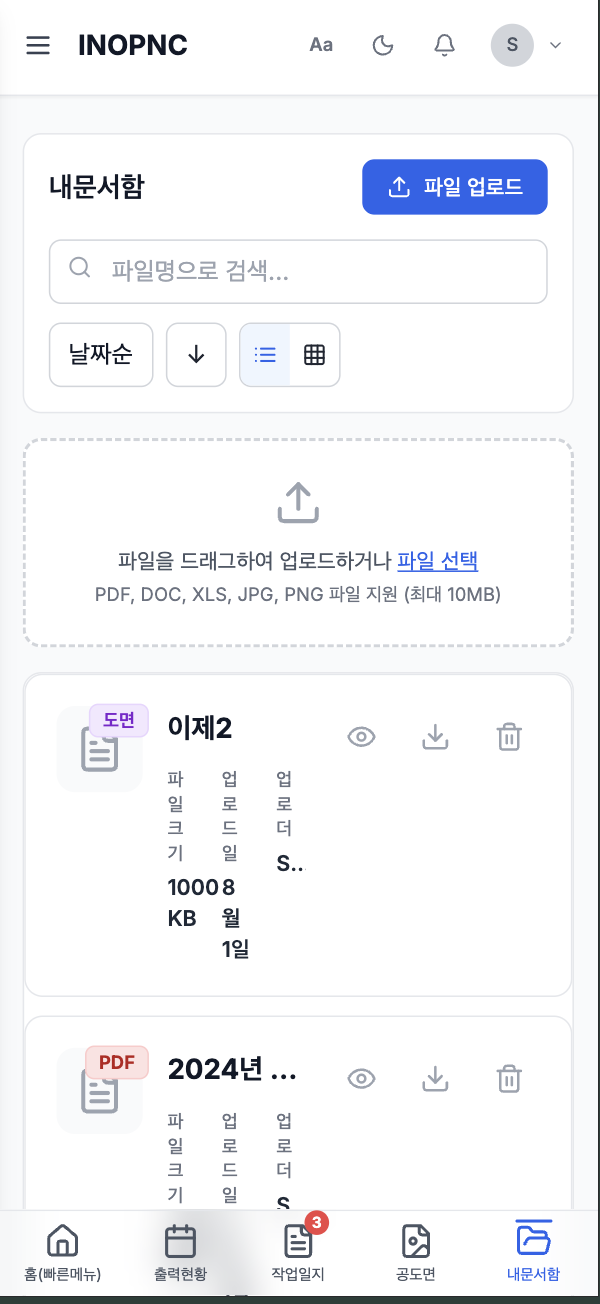 INOPNC
Aa
S
내문서함
파일 업로드
파일명으로 검색...
날짜순
파일을 드래그하여 업로드하거나 파일 선택
PDF, DOC, XLS, JPG, PNG 파일 지원 (최대 10MB)
도면
이제2
파일크기
1000 KB
업로드일
8월 1일
업로더
S..
PDF
2024년 ...
파일크기
업로드일
업로더
S
3
홈(빠른메뉴)
출력현황
작업일지
공도면
내문서함